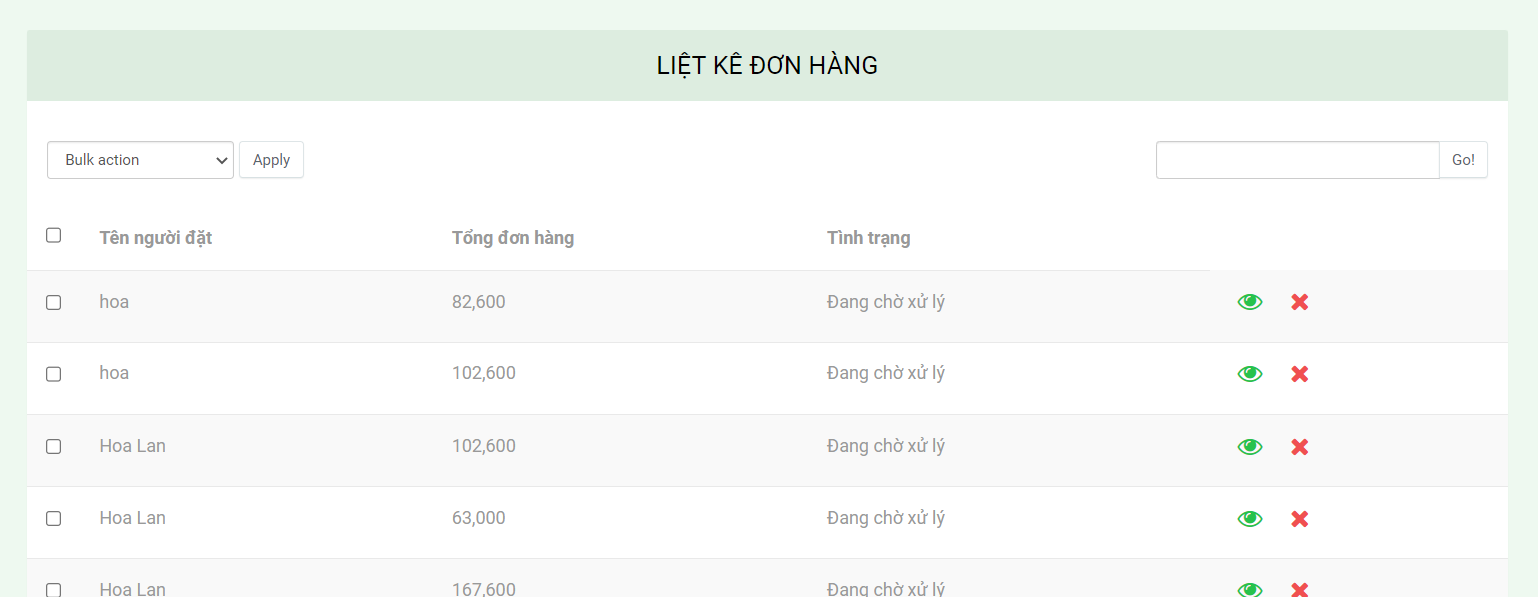 LIỆT KÊ ĐƠN HÀNG
Bulk action Apply Go!
Tên người đặt Tổng đơn hàng Tình trạng
hoa 82,600 Đang chờ xử lý
hoa 102,600 Đang chờ xử lý
Hoa Lan 102,600 Đang chờ xử lý
Hoa Lan 63,000 Đang chờ xử lý
Hoa Lan 167,600 Đang chờ xử lý